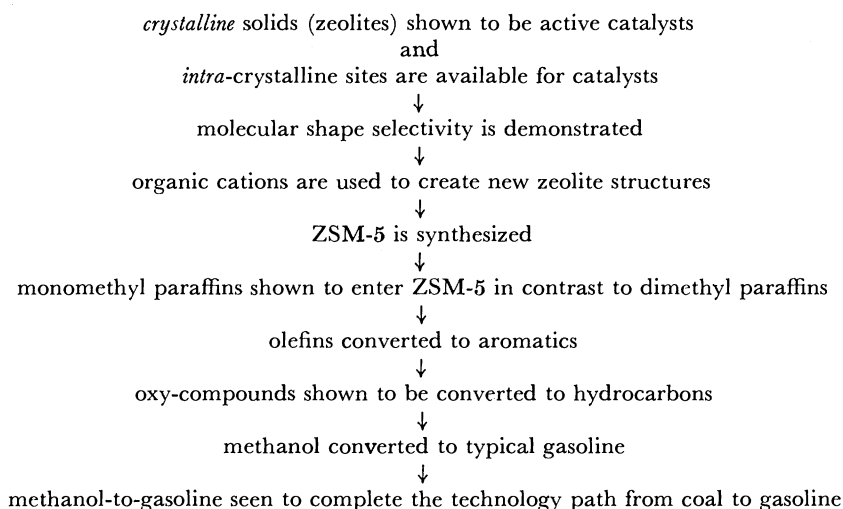 crystalline solids (zeolites) shown to be active catalysts
and
intra-crystalline sites are available for catalysts
↓
molecular shape selectivity is demonstrated
↓
organic cations are used to create new zeolite structures
↓
ZSM-5 is synthesized
↓
monomethyl paraffins shown to enter ZSM-5 in contrast to dimethyl paraffins
↓
olefins converted to aromatics
↓
oxy-compounds shown to be converted to hydrocarbons
↓
methanol converted to typical gasoline
↓
methanol-to-gasoline seen to complete the technology path from coal to gasoline